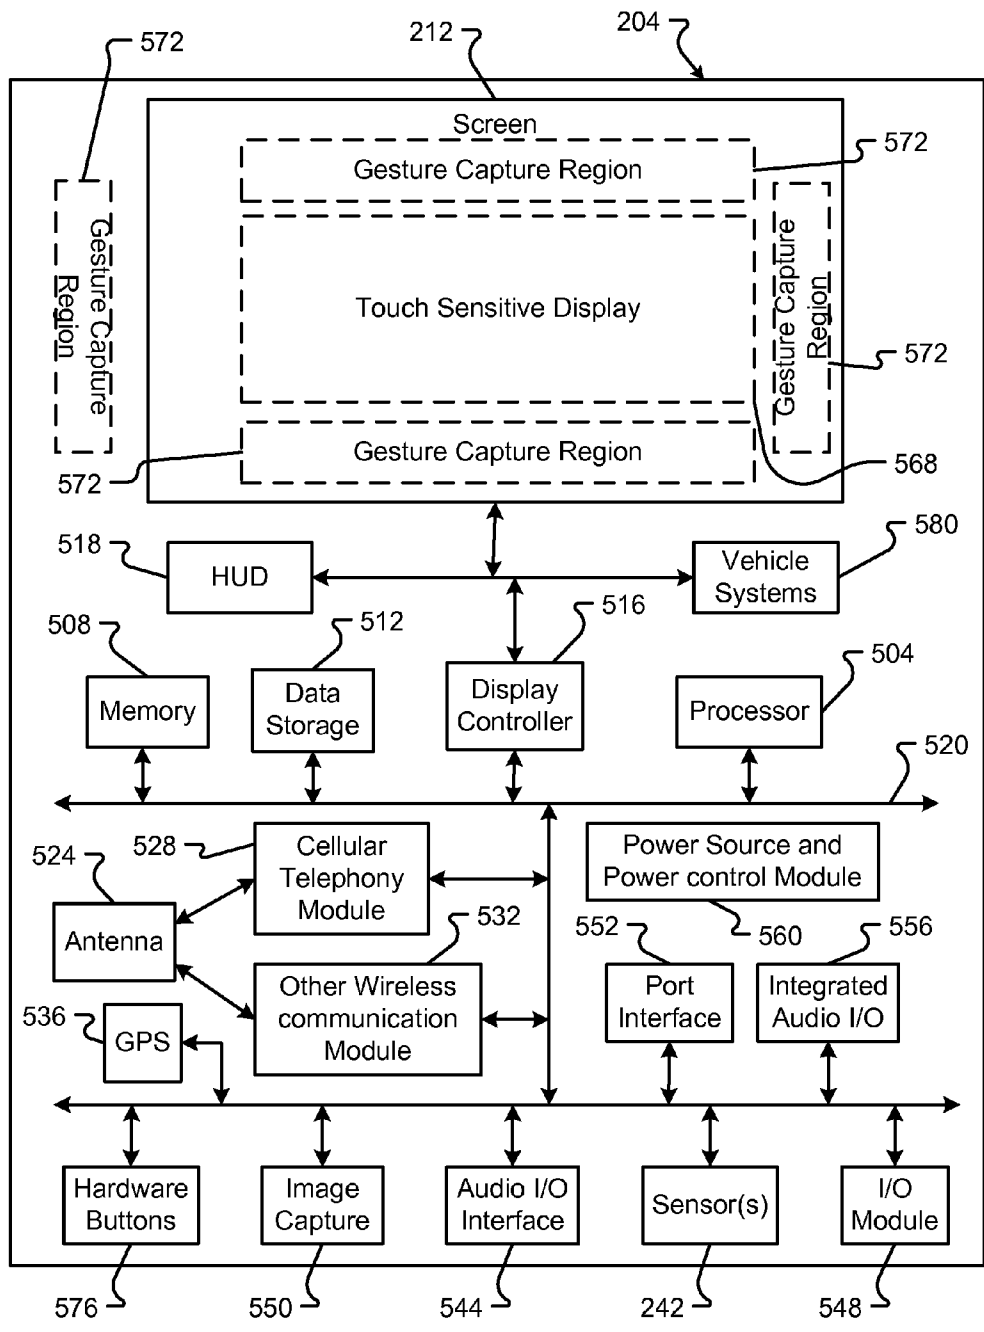 212
204
572
Screen
Gesture Capture Region
572
Gesture Capture
Region
Gesture Capture
Region
Touch Sensitive Display
572
Gesture Capture Region
572
568
518
HUD
Vehicle
Systems
580
508
512
516
504
Memory
Data
Storage
Display
Controller
Processor
520
528
Cellular
Telephony
Module
Power Source and
Power control Module
524
Antenna
532
552
560
556
Other Wireless
communication
Module
Port
Interface
Integrated
Audio I/O
536
GPS
Hardware
Buttons
Image
Capture
Audio I/O
Interface
Sensor(s)
I/O
Module
576
550
544
242
548